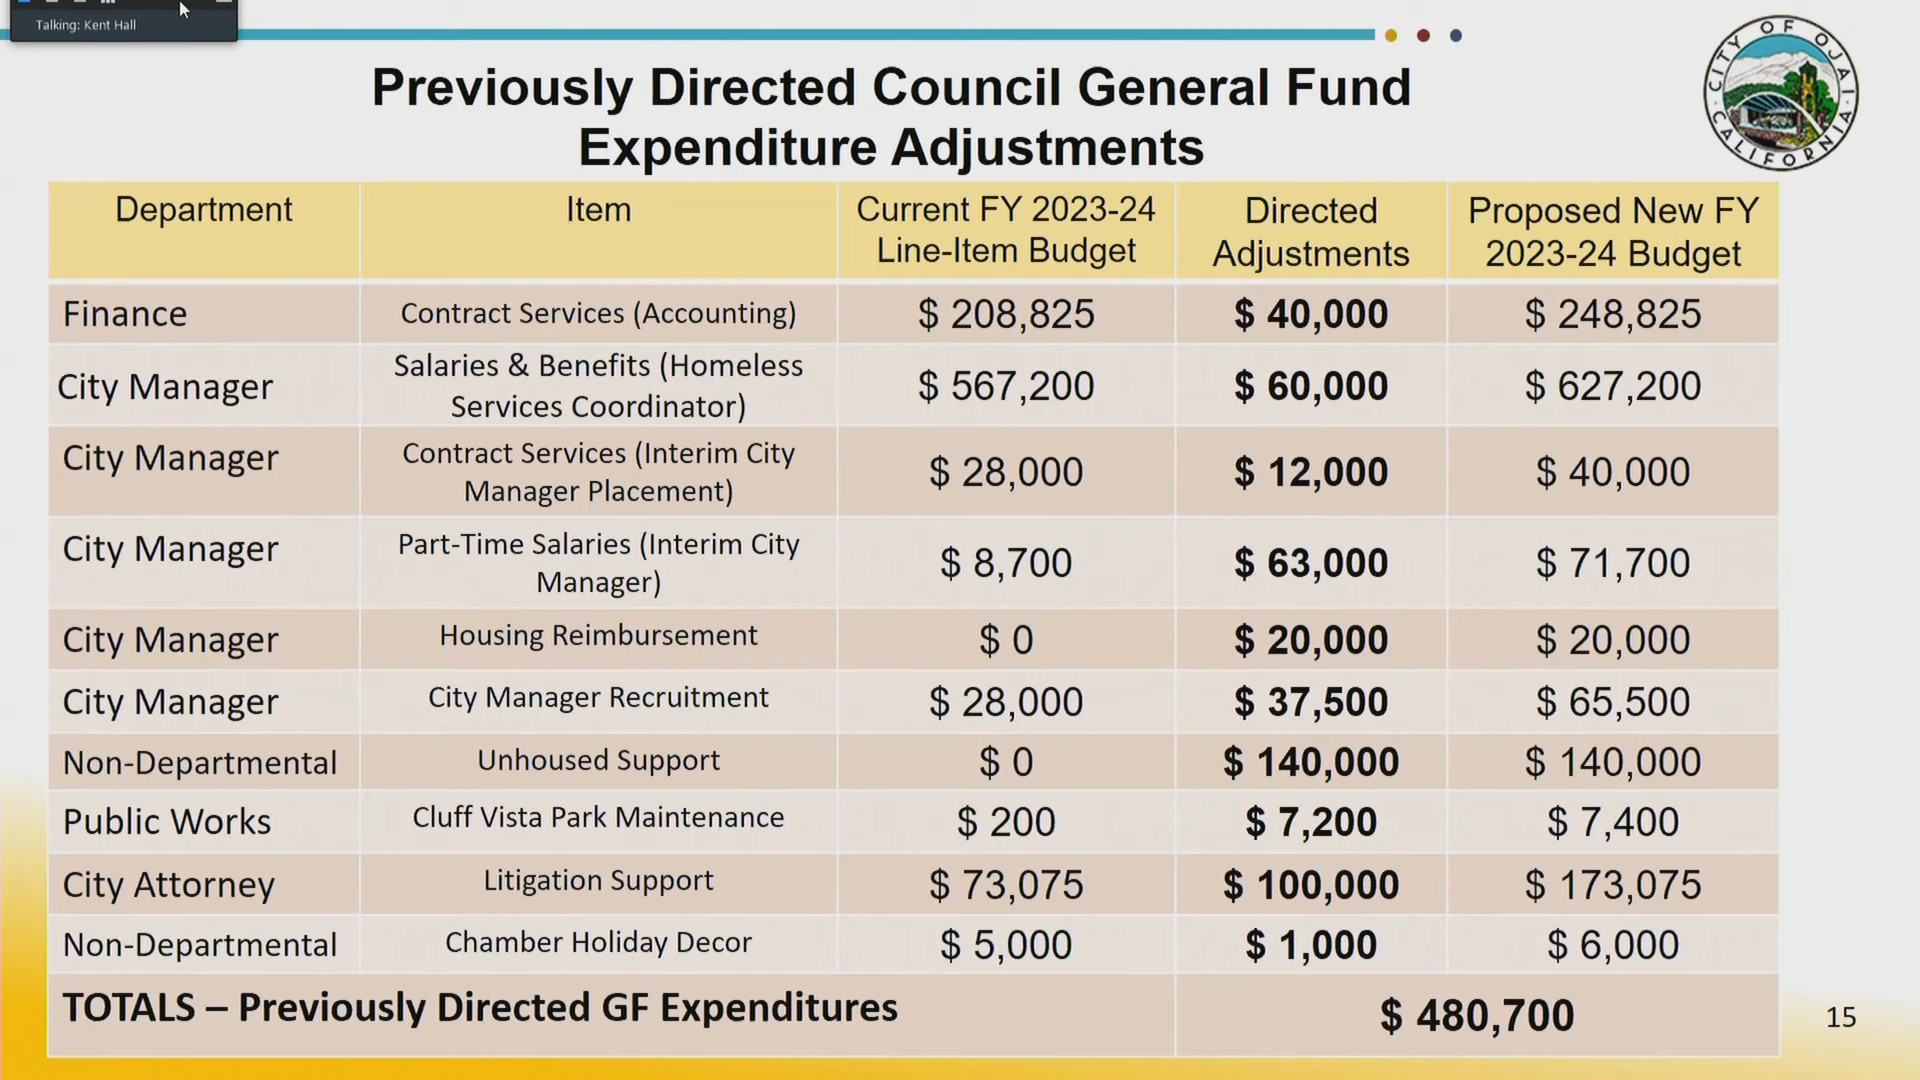 Talking: Kent Hall
CITY OF OJAI
CALIFORNIA
Previously Directed Council General Fund
Expenditure Adjustments
Department Item Current FY 2023-24 Directed Proposed New FY
Line-Item Budget Adjustments 2023-24 Budget
Finance Contract Services (Accounting) $ 208,825 $ 40,000 $ 248,825
City Manager Salaries & Benefits (Homeless $ 567,200 $ 60,000 $ 627,200
Services Coordinator)
City Manager Contract Services (Interim City $ 28,000 $ 12,000 $ 40,000
Manager Placement)
City Manager Part-Time Salaries (Interim City $ 8,700 $ 63,000 $ 71,700
Manager)
City Manager Housing Reimbursement $ 0 $ 20,000 $ 20,000
City Manager City Manager Recruitment $ 28,000 $ 37,500 $ 65,500
Non-Departmental Unhoused Support $ 0 $ 140,000 $ 140,000
Public Works Cluff Vista Park Maintenance $ 200 $ 7,200 $ 7,400
City Attorney Litigation Support $ 73,075 $ 100,000 $ 173,075
Non-Departmental Chamber Holiday Decor $ 5,000 $ 1,000 $ 6,000
TOTALS – Previously Directed GF Expenditures $ 480,700
15